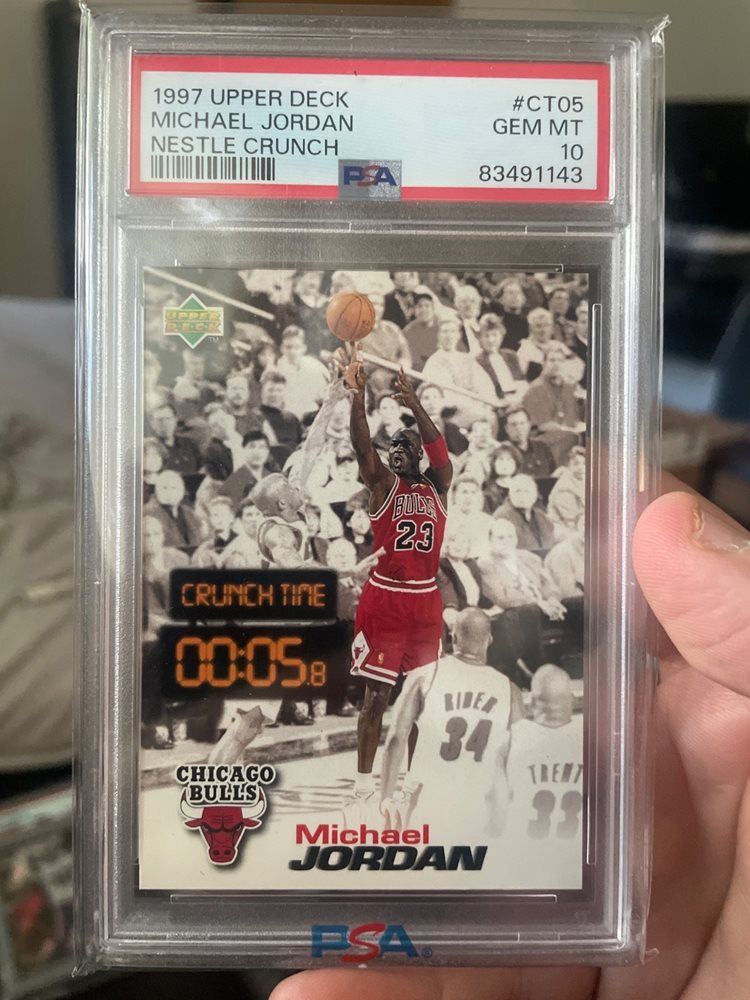 1997 UPPER DECK #CT05
MICHAEL JORDAN GEM MT
NESTLE CRUNCH 10
PSA 83491143
UPPER
DECK
TM
BULLS
23
CRUNCH TIME
00:05.8
RIDER
34
TRENT
33
CHICAGO
BULLS
Michael
JORDAN
PSA®